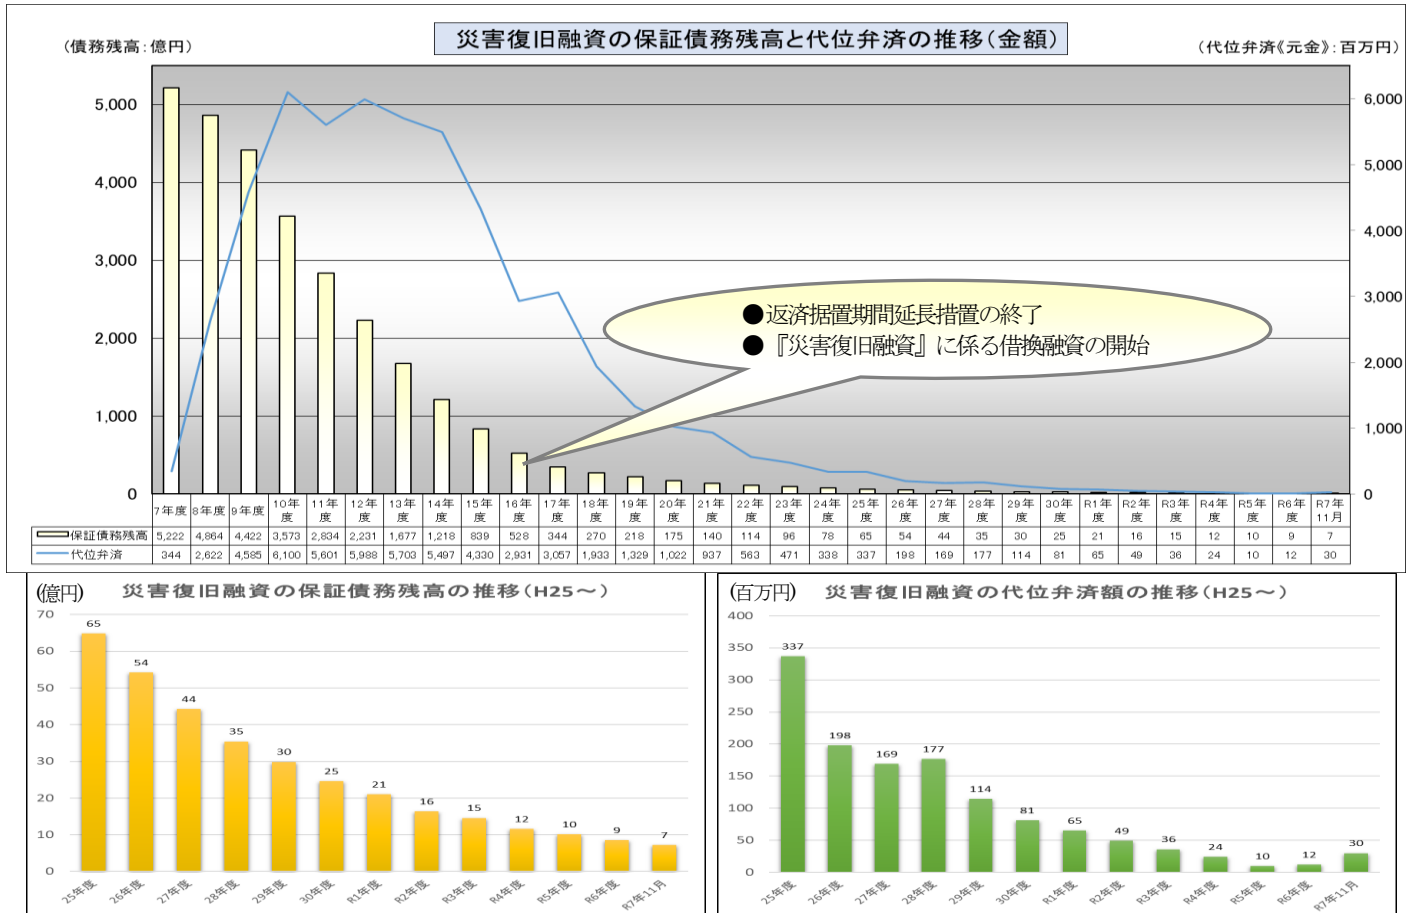 災害復旧融資の保証債務残高と代位弁済の推移（金額）
（債務残高：億円）
（代位弁済《元金》：百万円）
5,000
4,000
3,000
2,000
1,000
0
6,000
5,000
4,000
3,000
2,000
1,000
0
●返済据置期間延長措置の終了
●『災害復旧融資』に係る借換融資の開始
7年度 8年度 9年度 10年度 11年度 12年度 13年度 14年度 15年度 16年度 17年度 18年度 19年度 20年度 21年度 22年度 23年度 24年度 25年度 26年度 27年度 28年度 29年度 30年度 R1年度 R2年度 R3年度 R4年度 R5年度 R6年度 R7年11月
保証債務残高 5,222 4,864 4,422 3,573 2,834 2,231 1,677 1,218 839 528 344 270 218 175 140 114 96 78 65 54 44 35 30 25 21 16 15 12 10 9 7
代位弁済 344 2,622 4,585 6,100 5,601 5,988 5,703 5,497 4,330 2,931 3,057 1,933 1,329 1,022 937 563 471 338 337 198 169 177 114 81 65 49 36 24 10 12 30
(億円)
災害復旧融資の保証債務残高の推移（H25～）
70
60
50
40
30
20
10
0
65 54 44 35 30 25 21 16 15 12 10 9 7
25年度 26年度 27年度 28年度 29年度 30年度 R1年度 R2年度 R3年度 R4年度 R5年度 R6年度 R7年11月
(百万円)
災害復旧融資の代位弁済額の推移（H25～）
400
350
300
250
200
150
100
50
0
337 198 169 177 114 81 65 49 36 24 10 12 30
25年度 26年度 27年度 28年度 29年度 30年度 R1年度 R2年度 R3年度 R4年度 R5年度 R6年度 R7年11月